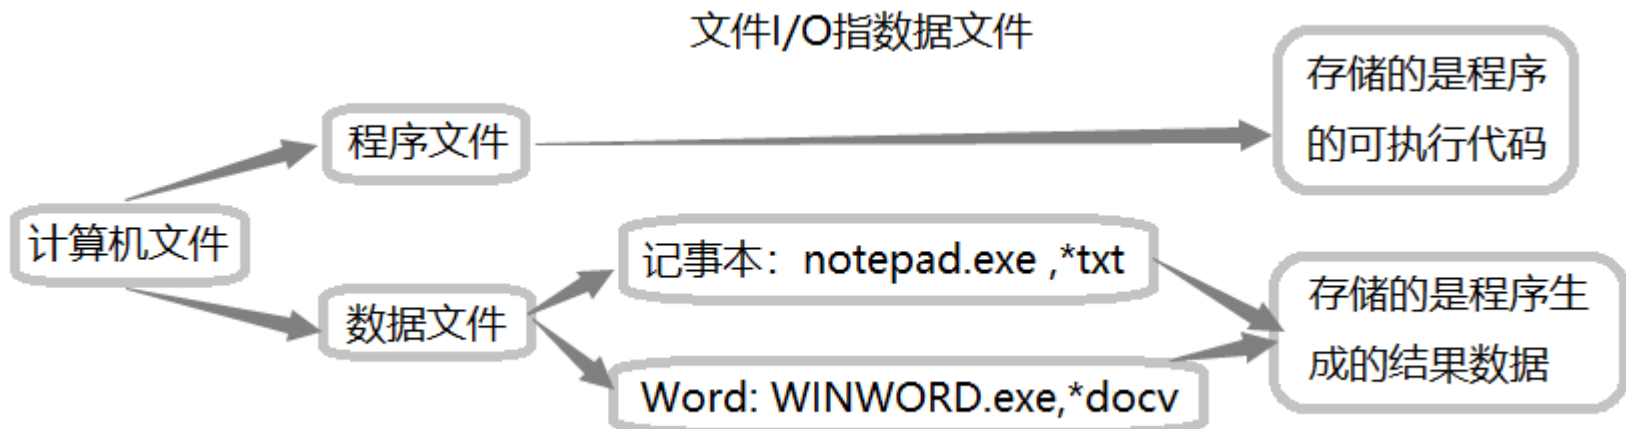 文件I/O指数据文件
存储的是程序
的可执行代码
程序文件
计算机文件
记事本：notepad.exe ,*txt
数据文件
存储的是程序生
成的结果数据
Word: WINWORD.exe,*docv